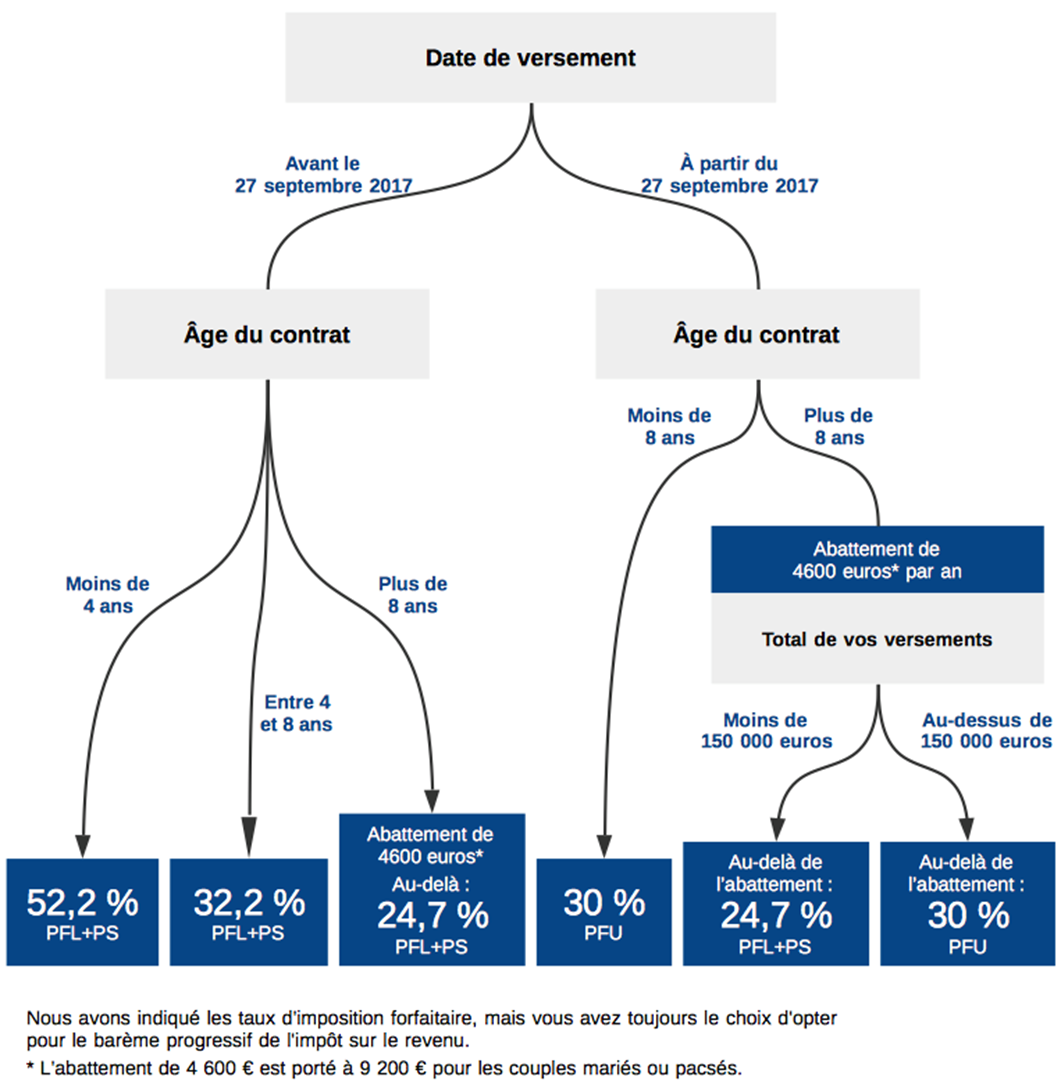 Date de versement
Avant le
27 septembre 2017
À partir du
27 septembre 2017
Âge du contrat
Âge du contrat
Moins de
8 ans
Plus de
8 ans
Abattement de
4600 euros* par an
Total de vos versements
Moins de
4 ans
Entre 4
et 8 ans
Plus de
8 ans
Moins de
150 000 euros
Au-dessus de
150 000 euros
52,2 %
PFL+PS
32,2 %
PFL+PS
Abattement de
4600 euros*
Au-delà :
24,7 %
PFL+PS
30 %
PFU
Au-delà de
l'abattement :
24,7 %
PFL+PS
Au-delà de
l'abattement :
30 %
PFU
Nous avons indiqué les taux d'imposition forfaitaire, mais vous avez toujours le choix d'opter
pour le barème progressif de l'impôt sur le revenu.
* L'abattement de 4 600 € est porté à 9 200 € pour les couples mariés ou pacsés.